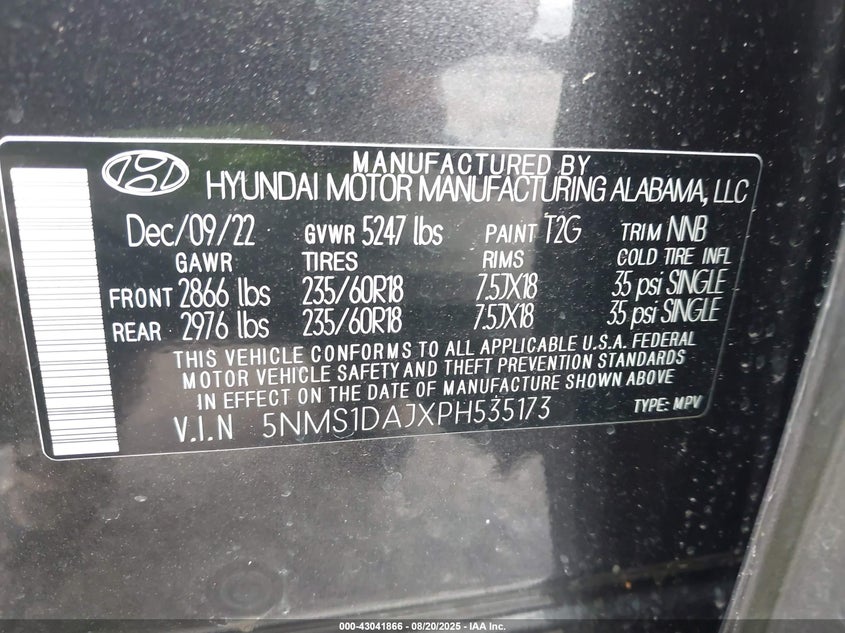 MANUFACTURED BY
HYUNDAI MOTOR MANUFACTURING ALABAMA, LLC
Dec/09/22 GVWR 5247 lbs PAINT T2G TRIM NNB
GAWR TIRES RIMS COLD TIRE INFL
FRONT 2866 lbs 235/60R18 7.5JX18 35 psi SINGLE
REAR 2976 lbs 235/60R18 7.5JX18 35 psi SINGLE
THIS VEHICLE CONFORMS TO ALL APPLICABLE U.S.A. FEDERAL
MOTOR VEHICLE SAFETY AND THEFT PREVENTION STANDARDS
IN EFFECT ON THE DATE OF MANUFACTURE SHOWN ABOVE
V.I.N 5NMS1DAJXPH535173 TYPE: MPV
000-43041866 - 08/20/2025 - IAA Inc.